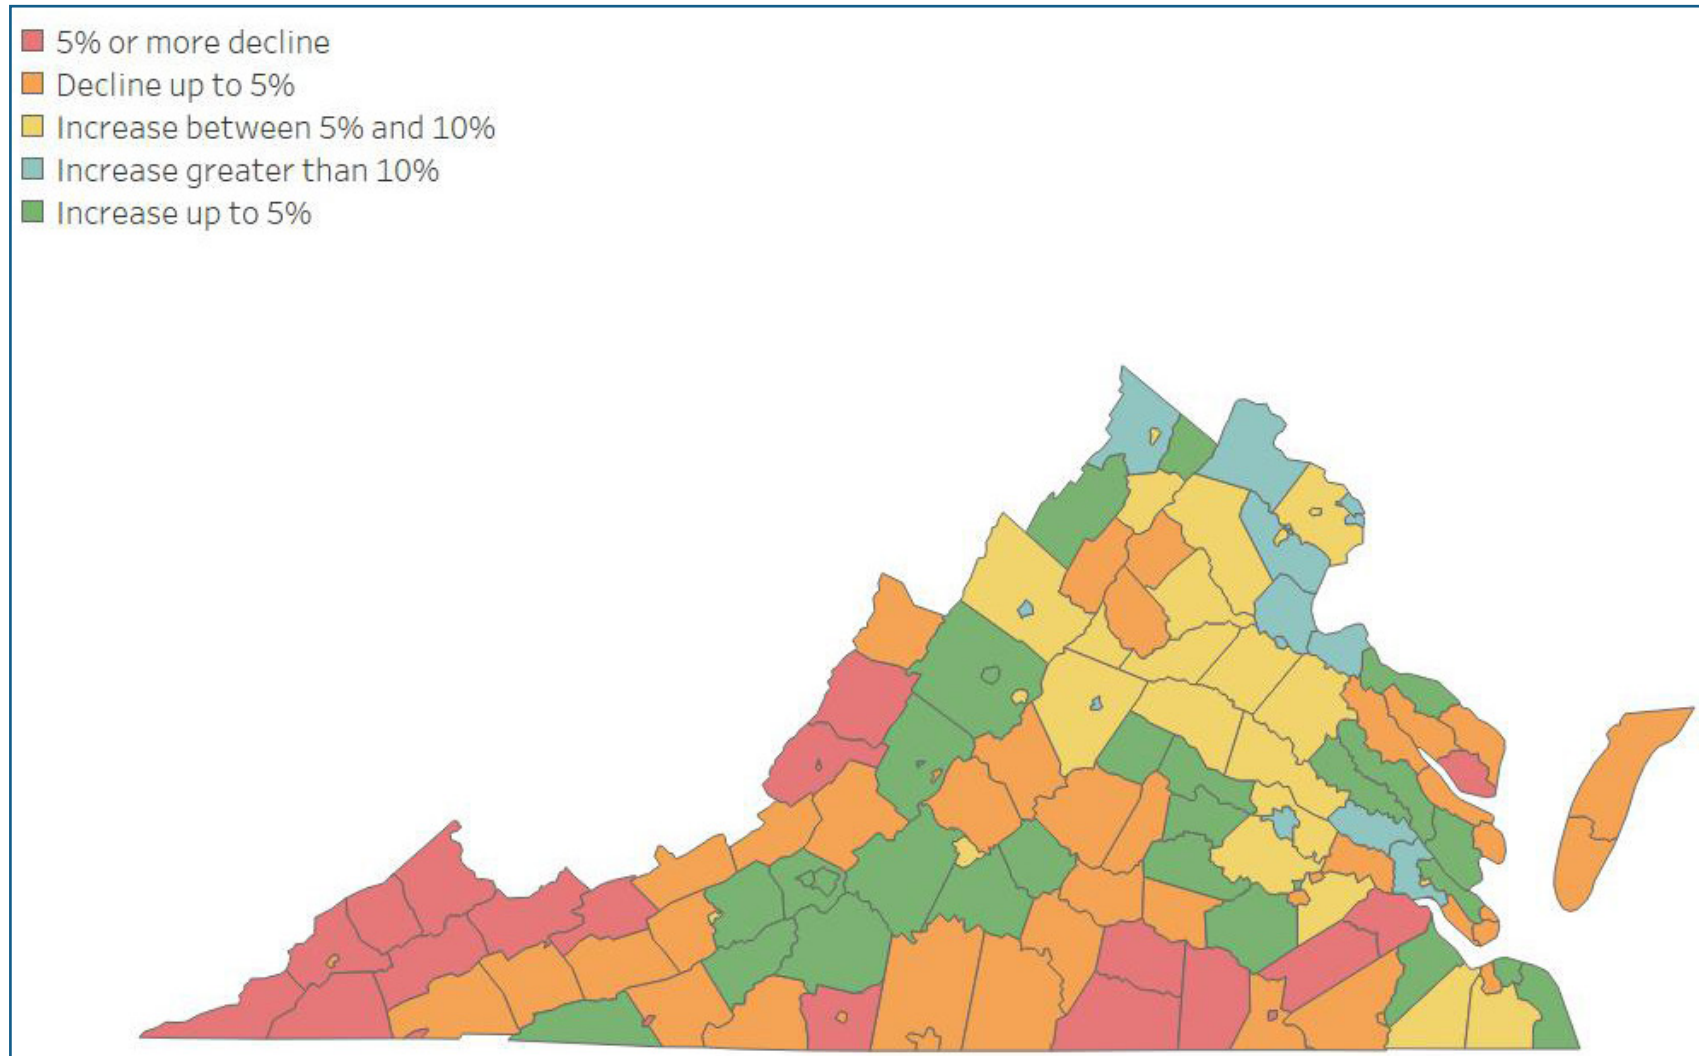 5% or more decline
Decline up to 5%
Increase between 5% and 10%
Increase greater than 10%
Increase up to 5%